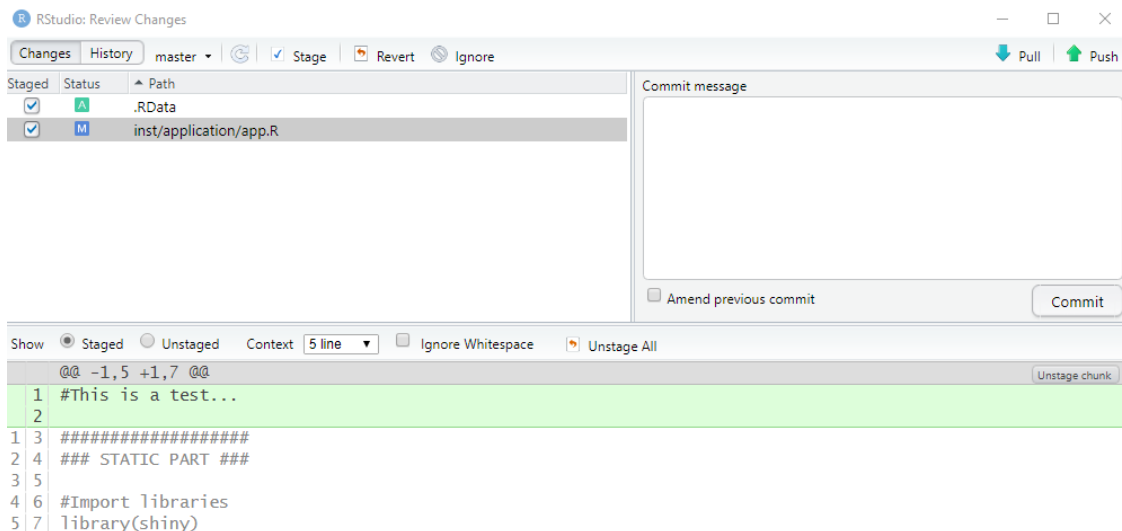 R RStudio: Review Changes
Changes History master Stage Revert Ignore Pull Push
Staged Status Path
A .RData
M inst/application/app.R
Commit message
Amend previous commit
Commit
Show Staged Unstaged Context 5 line Ignore Whitespace Unstage All
@@ -1,5 +1,7 @@ Unstage chunk
1 #This is a test...
2
1 3 ###################
2 4 ### STATIC PART ###
3 5
4 6 #Import libraries
5 7 library(shiny)